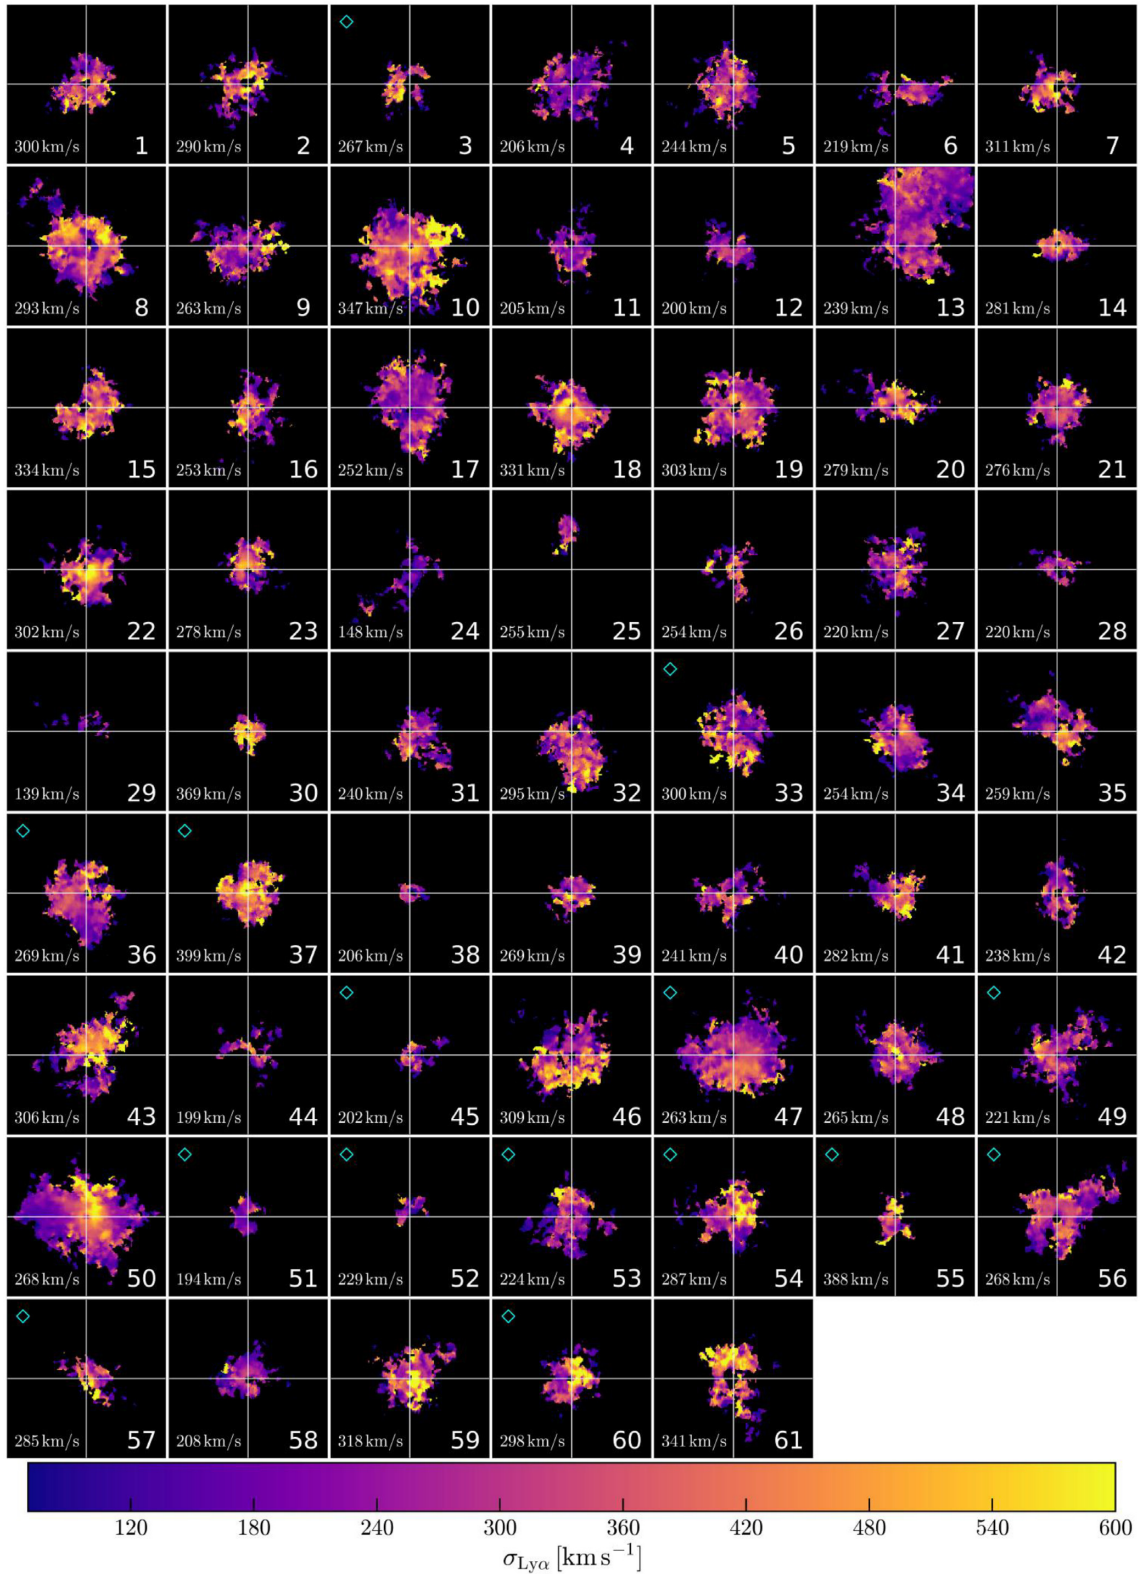 300 km/s 1
290 km/s 2
267 km/s 3
206 km/s 4
244 km/s 5
219 km/s 6
311 km/s 7
293 km/s 8
263 km/s 9
347 km/s 10
205 km/s 11
200 km/s 12
239 km/s 13
281 km/s 14
334 km/s 15
253 km/s 16
252 km/s 17
331 km/s 18
303 km/s 19
279 km/s 20
276 km/s 21
302 km/s 22
278 km/s 23
148 km/s 24
255 km/s 25
254 km/s 26
220 km/s 27
220 km/s 28
139 km/s 29
369 km/s 30
240 km/s 31
295 km/s 32
300 km/s 33
254 km/s 34
259 km/s 35
269 km/s 36
399 km/s 37
206 km/s 38
269 km/s 39
241 km/s 40
282 km/s 41
238 km/s 42
306 km/s 43
199 km/s 44
202 km/s 45
309 km/s 46
263 km/s 47
265 km/s 48
221 km/s 49
268 km/s 50
194 km/s 51
229 km/s 52
224 km/s 53
287 km/s 54
388 km/s 55
268 km/s 56
285 km/s 57
208 km/s 58
318 km/s 59
298 km/s 60
341 km/s 61
120 180 240 300 360 420 480 540 600
σLyα [km s⁻¹]